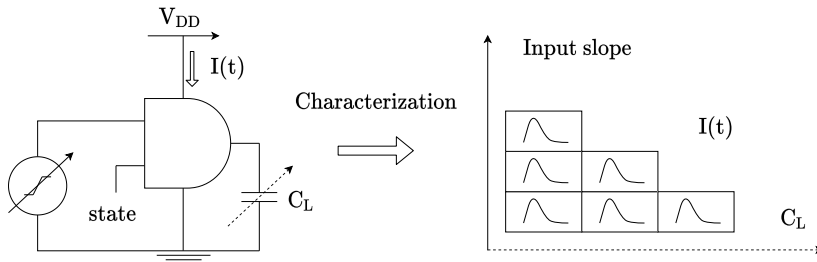 V_DD
I(t)
state
C_L
Characterization
Input slope
I(t)
C_L